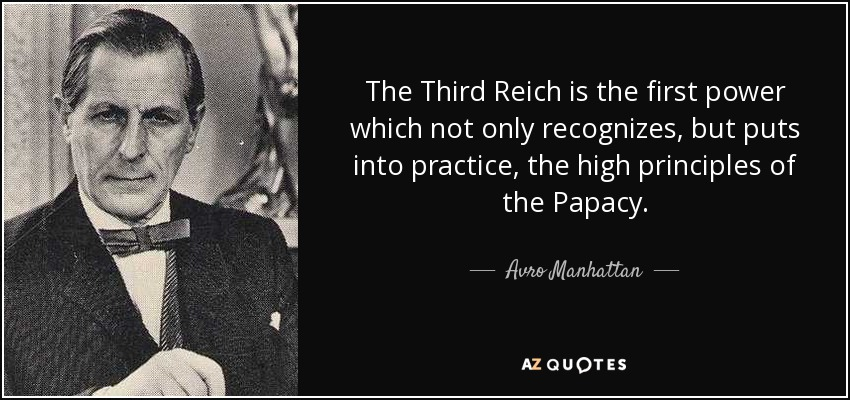 The Third Reich is the first power
which not only recognizes, but puts
into practice, the high principles of
the Papacy.
Avro Manhattan
AZ QUOTES